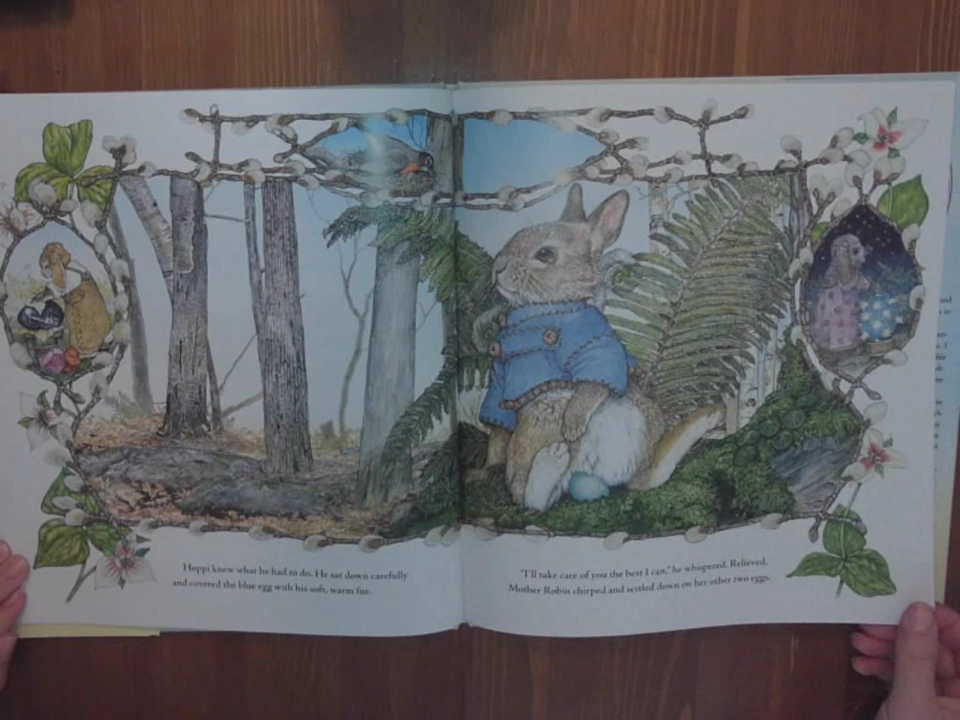 Hoppi knew what he had to do. He sat down carefully
and covered the blue egg with his soft, warm fur.
"I'll take care of you the best I can," he whispered. Relieved,
Mother Robin chirped and settled down on her other two eggs.